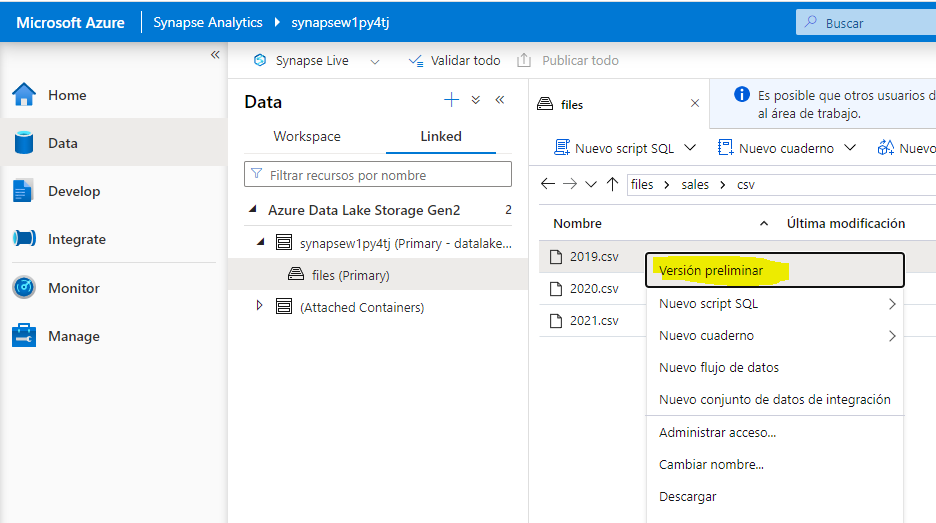 Microsoft Azure
Synapse Analytics
synapsew1py4tj
Buscar
Synapse Live
Validar todo
Publicar todo
Home
Data
Develop
Integrate
Monitor
Manage
Data
Workspace
Linked
Filtrar recursos por nombre
Azure Data Lake Storage Gen2
2
synapsew1py4tj (Primary - datalake...
files (Primary)
(Attached Containers)
files
Es posible que otros usuarios d
al área de trabajo.
Nuevo script SQL
Nuevo cuaderno
Nuevo
files
sales
csv
Nombre
Última modificación
2019.csv
2020.csv
2021.csv
Versión preliminar
Nuevo script SQL
Nuevo cuaderno
Nuevo flujo de datos
Nuevo conjunto de datos de integración
Administrar acceso...
Cambiar nombre...
Descargar